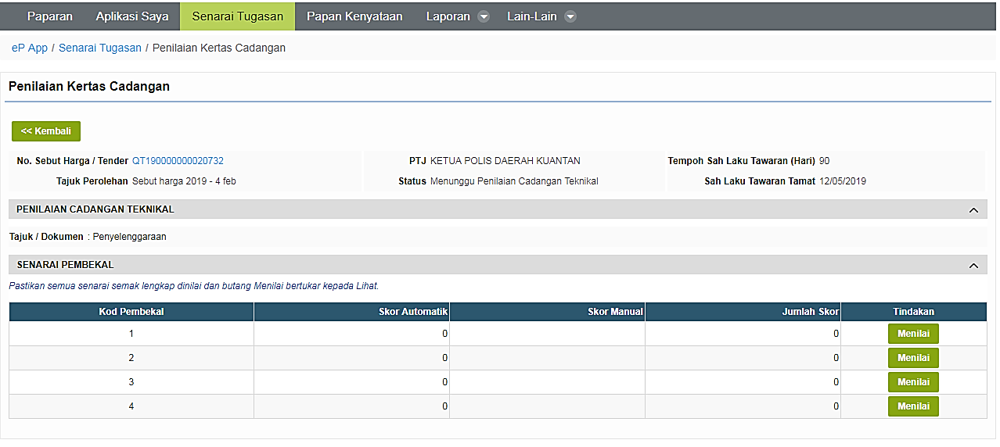 Paparan Aplikasi Saya Senarai Tugasan Papan Kenyataan Laporan Lain-Lain
eP App / Senarai Tugasan / Penilaian Kertas Cadangan
Penilaian Kertas Cadangan
<< Kembali
No. Sebut Harga / Tender QT190000000020732 PTJ KETUA POLIS DAERAH KUANTAN Tempoh Sah Laku Tawaran (Hari) 90
Tajuk Perolehan Sebut harga 2019 - 4 feb Status Menunggu Penilaian Cadangan Teknikal Sah Laku Tawaran Tamat 12/05/2019
PENILAIAN CADANGAN TEKNIKAL
Tajuk / Dokumen : Penyelenggaraan
SENARAI PEMBEKAL
Pastikan semua senarai semak lengkap dinilai dan butang Menilai bertukar kepada Lihat.
Kod Pembekal Skor Automatik Skor Manual Jumlah Skor Tindakan
1 0 0 Menilai
2 0 0 Menilai
3 0 0 Menilai
4 0 0 Menilai